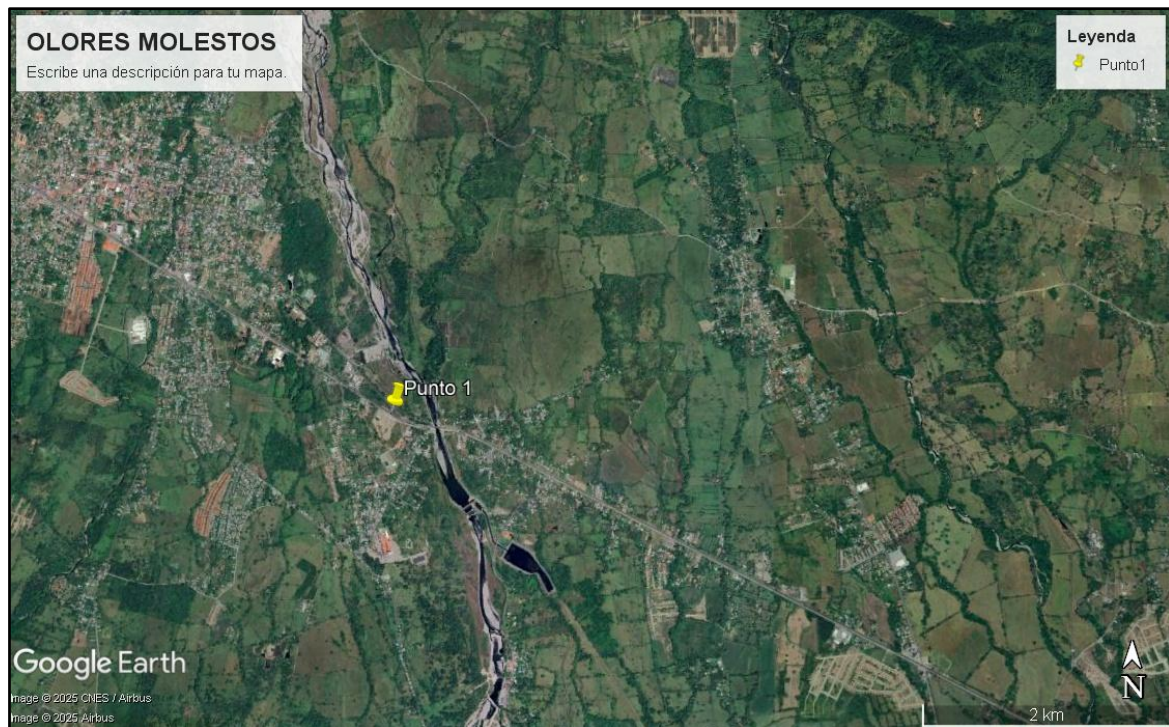 OLORES MOLESTOS
Escribe una descripción para tu mapa.
Leyenda
Punto1
Punto 1
Google Earth
Image © 2025 CNES / Airbus
Image © 2025 Airbus
N
2 km